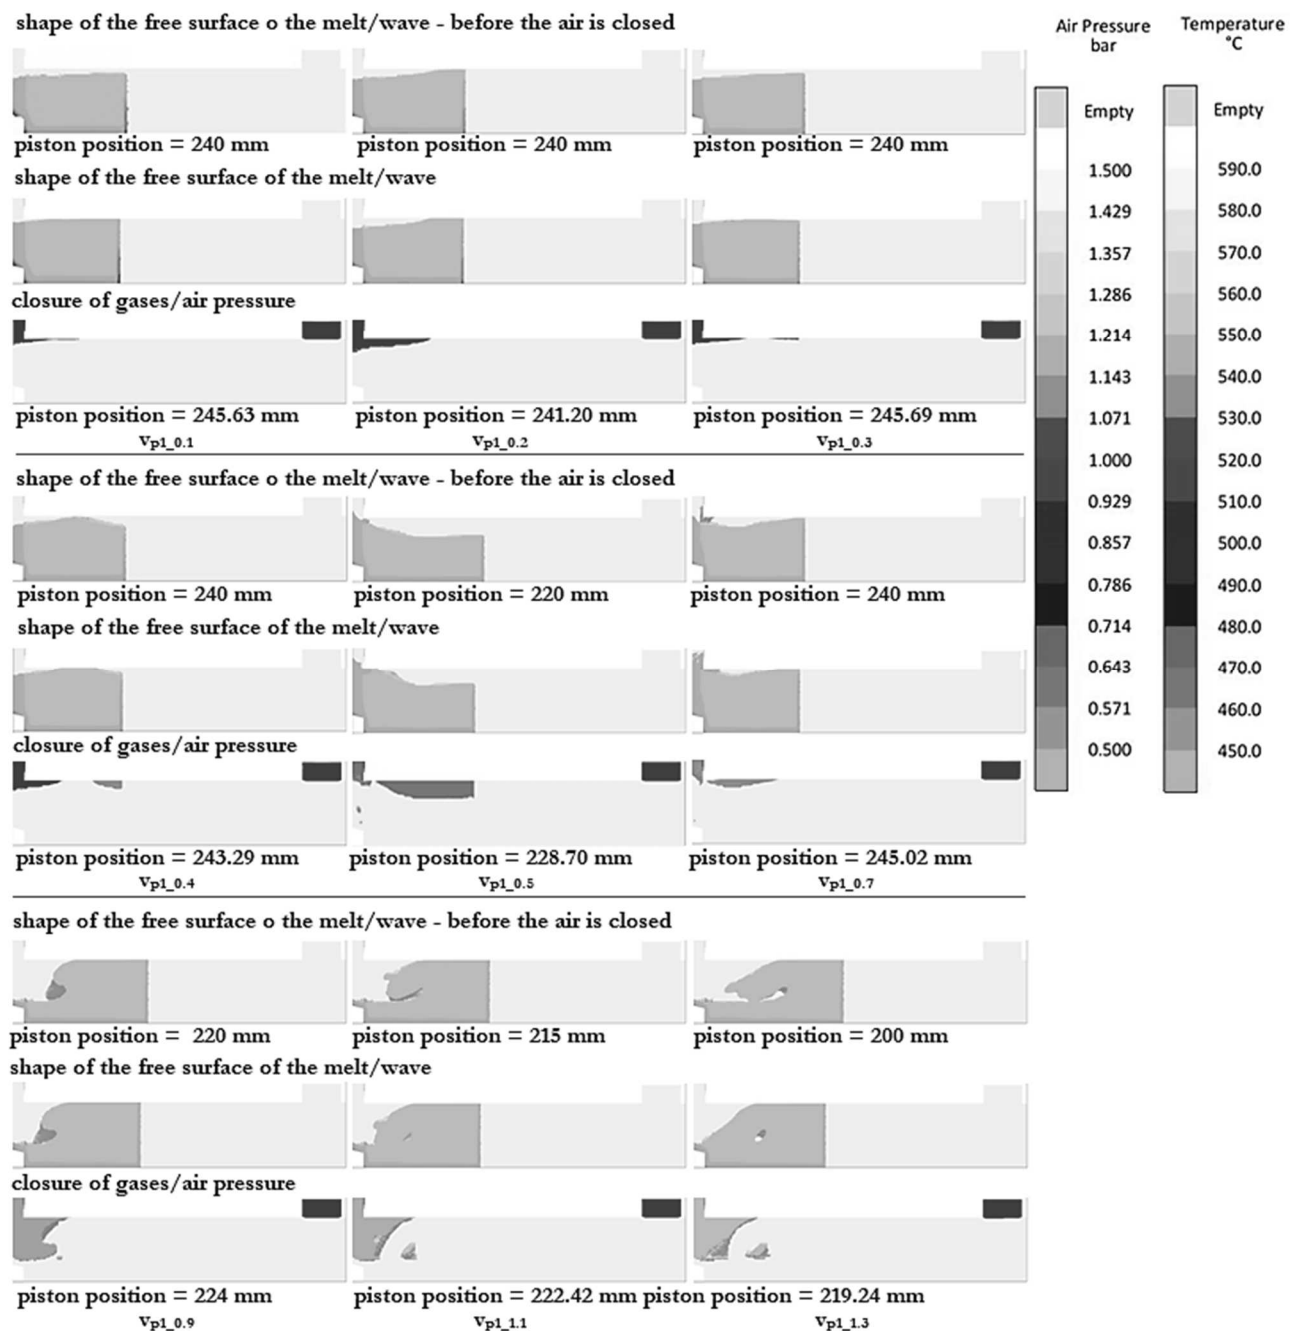 shape of the free surface o the melt/wave - before the air is closed
piston position = 240 mm piston position = 240 mm piston position = 240 mm
shape of the free surface of the melt/wave
closure of gases/air pressure
piston position = 245.63 mm piston position = 241.20 mm piston position = 245.69 mm
vP1_0.1 vP1_0.2 vP1_0.3
shape of the free surface o the melt/wave - before the air is closed
piston position = 240 mm piston position = 220 mm piston position = 240 mm
shape of the free surface of the melt/wave
closure of gases/air pressure
piston position = 243.29 mm piston position = 228.70 mm piston position = 245.02 mm
vP1_0.4 vP1_0.5 vP1_0.7
shape of the free surface o the melt/wave - before the air is closed
piston position = 220 mm piston position = 215 mm piston position = 200 mm
shape of the free surface of the melt/wave
closure of gases/air pressure
piston position = 224 mm piston position = 222.42 mm piston position = 219.24 mm
vP1_0.9 vP1_1.1 vP1_1.3
Air Pressure
bar
Empty
1.500
1.429
1.357
1.286
1.214
1.143
1.071
1.000
0.929
0.857
0.786
0.714
0.643
0.571
0.500
Temperature
°C
Empty
590.0
580.0
570.0
560.0
550.0
540.0
530.0
520.0
510.0
500.0
490.0
480.0
470.0
460.0
450.0